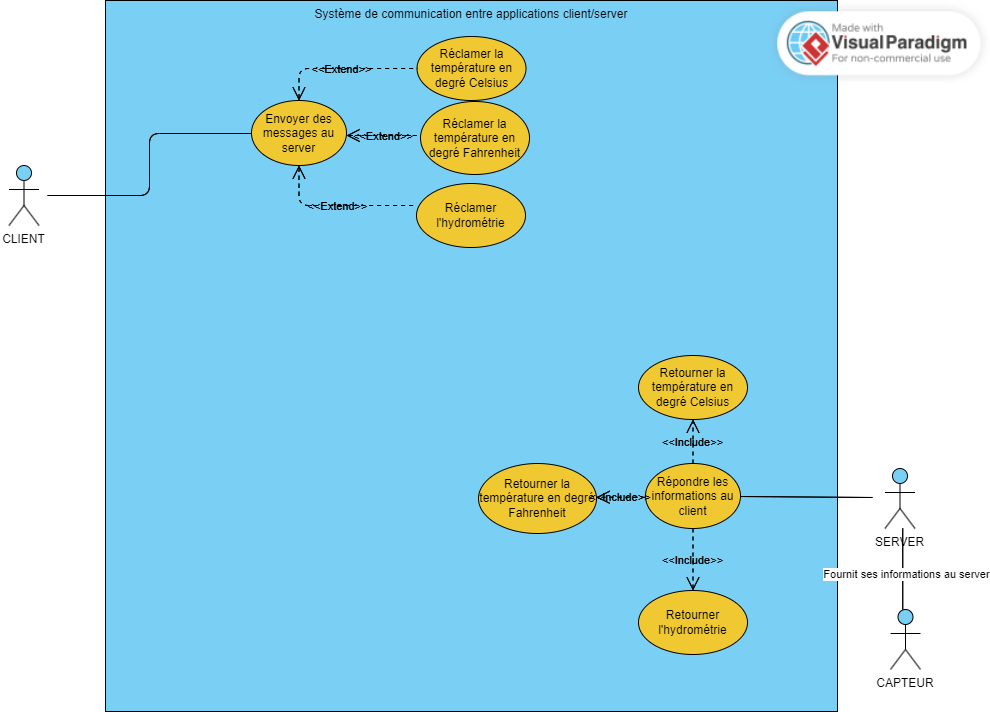 Système de communication entre applications client/server
Made with
VisualParadigm
For non-commercial use
Réclamer la
température en
degré Celsius
<<Extend>>
Envoyer des
messages au
server
Réclamer la
température en
degré Fahrenheit
<<Extend>>
Réclamer
l'hydrométrie
<<Extend>>
CLIENT
Retourner la
température en
degré Celsius
<<Include>>
Retourner la
température en degré
Fahrenheit
<<Include>>
Répondre les
informations au
client
SERVER
<<Include>>
Fournit ses informations au server
Retourner
l'hydrométrie
CAPTEUR